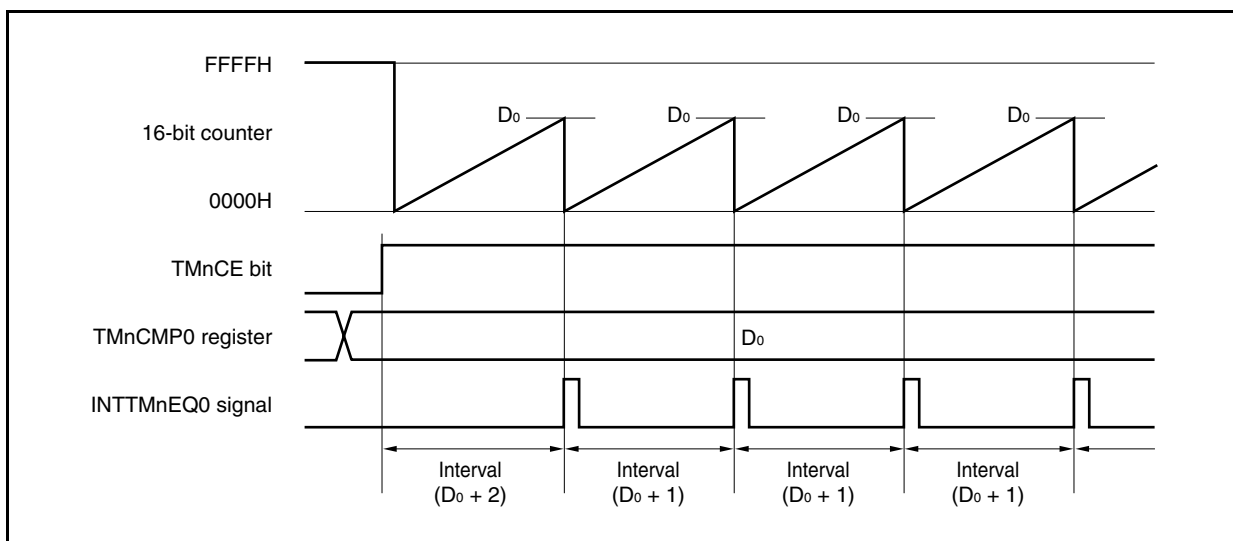 FFFFH
D₀ D₀ D₀ D₀
16-bit counter
0000H
TMnCE bit
TMnCMP0 register
D₀
INTTMnEQ0 signal
Interval Interval Interval Interval
(D₀ + 2) (D₀ + 1) (D₀ + 1) (D₀ + 1)